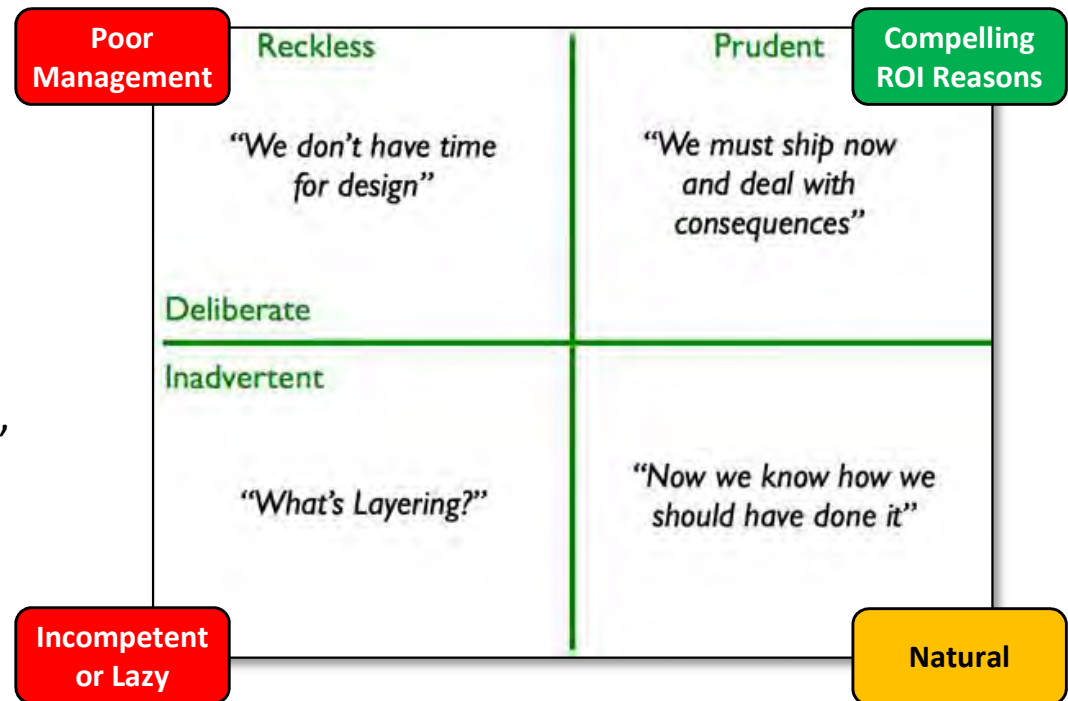 Poor
Management
Reckless
Prudent
Compelling
ROI Reasons
“We don’t have time
for design”
“We must ship now
and deal with
consequences”
Deliberate
Inadvertent
,
“What’s Layering?”
“Now we know how we
should have done it”
Incompetent
or Lazy
Natural